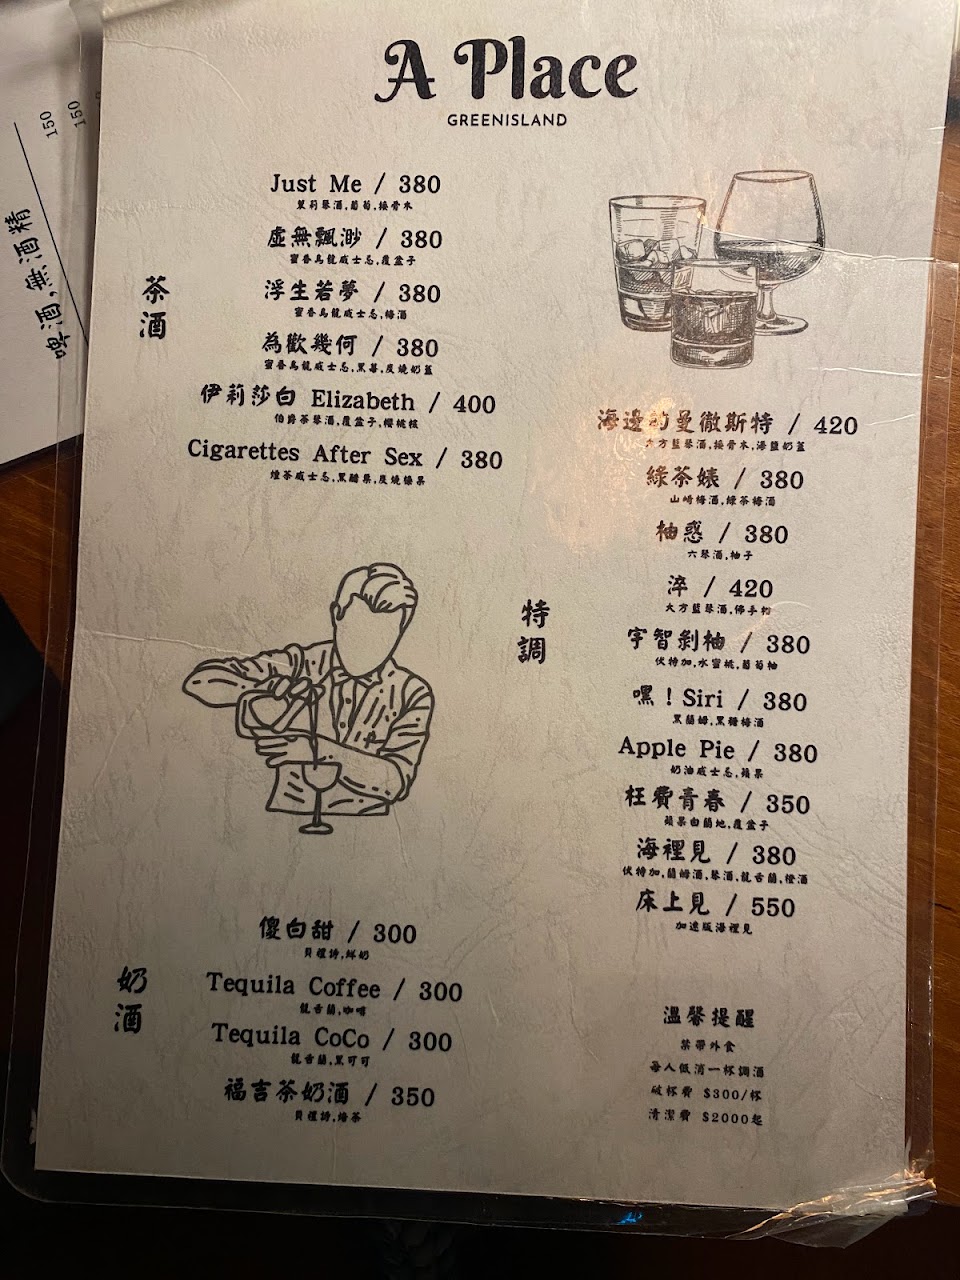 A Place
GREENISLAND
茶酒
Just Me / 380
茉莉琴酒,葡萄,接骨木
虛無飄渺 / 380
蜜香烏龍威士忌,覆盆子
浮生若夢 / 380
蜜香烏龍威士忌,梅酒
為歡幾何 / 380
蜜香烏龍威士忌,黑莓,炭燒奶蓋
伊莉莎白 Elizabeth / 400
伯爵茶琴酒,覆盆子,櫻桃核
Cigarettes After Sex / 380
煙茶威士忌,黑醋栗,炭燒榛果
特調
海邊的曼徹斯特 / 420
大方藍琴酒,接骨木,海鹽奶蓋
綠茶婊 / 380
山崎梅酒,綠茶梅酒
柚惑 / 380
六琴酒,柚子
淬 / 420
大方藍琴酒,佛手柑
宇智剝柚 / 380
伏特加,水蜜桃,葡萄柚
嘿！Siri / 380
黑蘭姆,黑糖梅酒
Apple Pie / 380
奶油威士忌,蘋果
枉費青春 / 350
蘋果白蘭地,覆盆子
海裡見 / 380
伏特加,蘭姆酒,琴酒,龍舌蘭,橙酒
床上見 / 550
加速版海裡見
奶酒
傻白甜 / 300
貝禮詩,鮮奶
Tequila Coffee / 300
龍舌蘭,咖啡
Tequila CoCo / 300
龍舌蘭,黑可可
福吉茶奶酒 / 350
貝禮詩,焙茶
溫馨提醒
禁帶外食
每人低消一杯調酒
破杯費 $300/杯
清潔費 $2000起
啤酒,無酒精
150
150